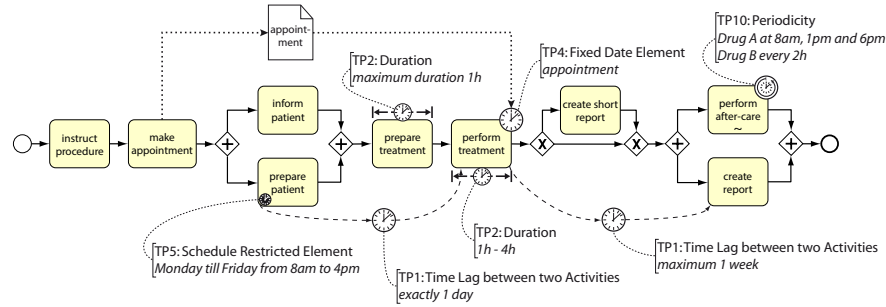 appoint-
ment
TP2: Duration
maximum duration 1h
TP4: Fixed Date Element
appointment
TP10: Periodicity
Drug A at 8am, 1pm and 6pm
Drug B every 2h
instruct
procedure
make
appointment
inform
patient
prepare
patient
prepare
treatment
perform
treatment
create short
report
X
X
perform
after-care
~
create
report
TP5: Schedule Restricted Element
Monday till Friday from 8am to 4pm
TP1: Time Lag between two Activities
exactly 1 day
TP2: Duration
1h - 4h
TP1: Time Lag between two Activities
maximum 1 week